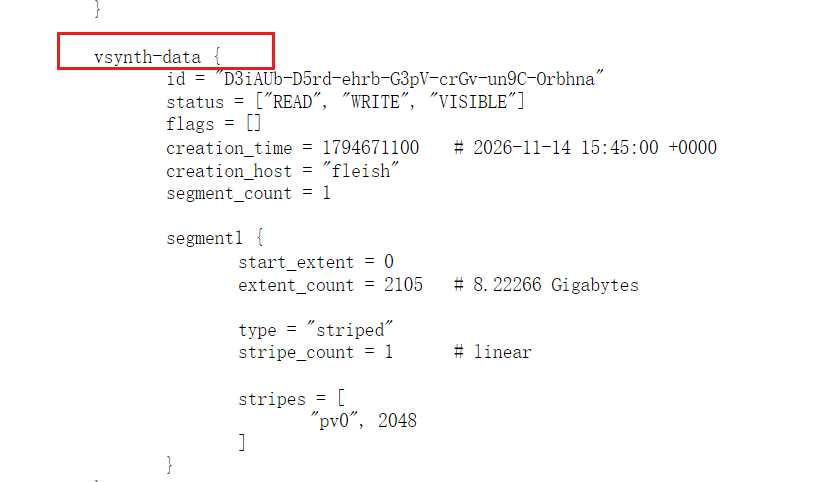 }
vsynth-data {
id = "D3iAUb-D5rd-ehrb-G3pV-crGv-un9C-Orbhna"
status = ["READ", "WRITE", "VISIBLE"]
flags = []
creation_time = 1794671100   # 2026-11-14 15:45:00 +0000
creation_host = "fleish"
segment_count = 1
segment1 {
start_extent = 0
extent_count = 2105   # 8.22266 Gigabytes
type = "striped"
stripe_count = 1      # linear
stripes = [
"pv0", 2048
]
}